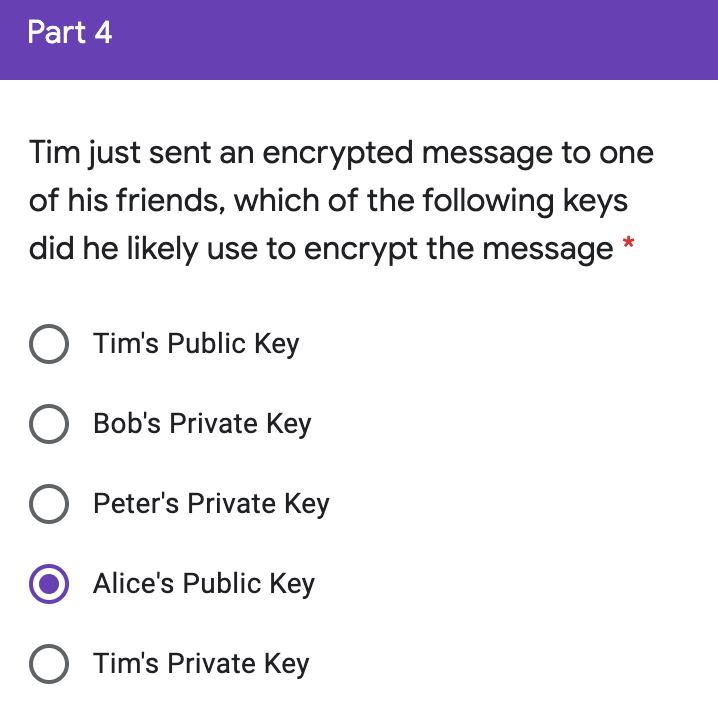 Part 4
Tim just sent an encrypted message to one
of his friends, which of the following keys
did he likely use to encrypt the message *
Tim's Public Key
Bob's Private Key
Peter's Private Key
Alice's Public Key
Tim's Private Key